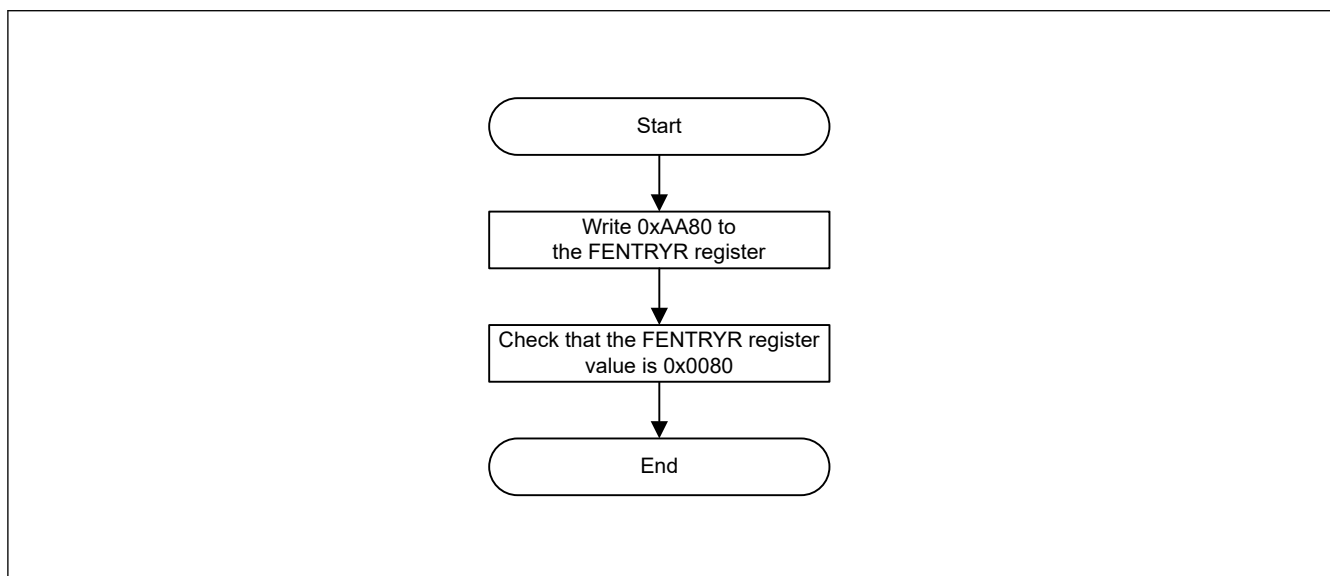 Start
Write 0xAA80 to
the FENTRYR register
Check that the FENTRYR register
value is 0x0080
End